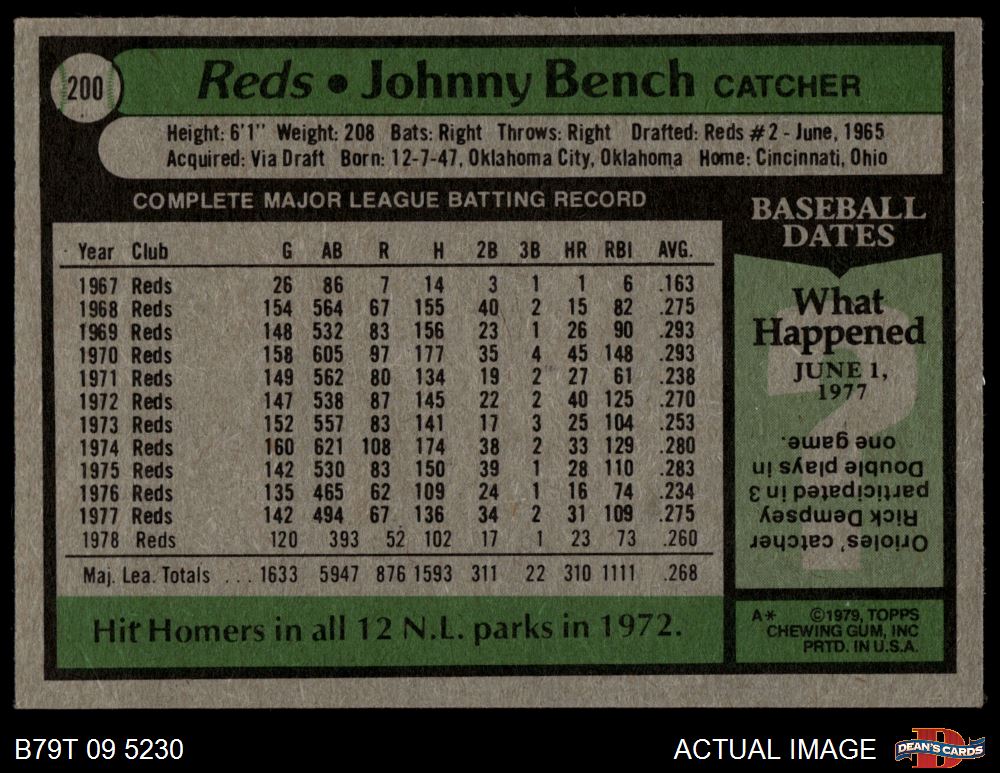 200
Reds • Johnny Bench CATCHER
Height: 6'1" Weight: 208 Bats: Right Throws: Right Drafted: Reds #2 - June, 1965
Acquired: Via Draft Born: 12-7-47, Oklahoma City, Oklahoma Home: Cincinnati, Ohio
COMPLETE MAJOR LEAGUE BATTING RECORD
Year Club G AB R H 2B 3B HR RBI AVG.
1967 Reds 26 86 7 14 3 1 1 6 .163
1968 Reds 154 564 67 155 40 2 15 82 .275
1969 Reds 148 532 83 156 23 1 26 90 .293
1970 Reds 158 605 97 177 35 4 45 148 .293
1971 Reds 149 562 80 134 19 2 27 61 .238
1972 Reds 147 538 87 145 22 2 40 125 .270
1973 Reds 152 557 83 141 17 3 25 104 .253
1974 Reds 160 621 108 174 38 2 33 129 .280
1975 Reds 142 530 83 150 39 1 28 110 .283
1976 Reds 135 465 62 109 24 1 16 74 .234
1977 Reds 142 494 67 136 34 2 31 109 .275
1978 Reds 120 393 52 102 17 1 23 73 .260
Maj. Lea. Totals . . . 1633 5947 876 1593 311 22 310 1111 .268
Hit Homers in all 12 N.L. parks in 1972.
BASEBALL
DATES
What
Happened
JUNE 1,
1977
Orioles' catcher
Rick Dempsey
participated in 3
Double plays in
one game.
A* ©1979, TOPPS
CHEWING GUM, INC
PRTD. IN U.S.A.
B79T 09 5230
ACTUAL IMAGE
D
DEAN'S CARDS